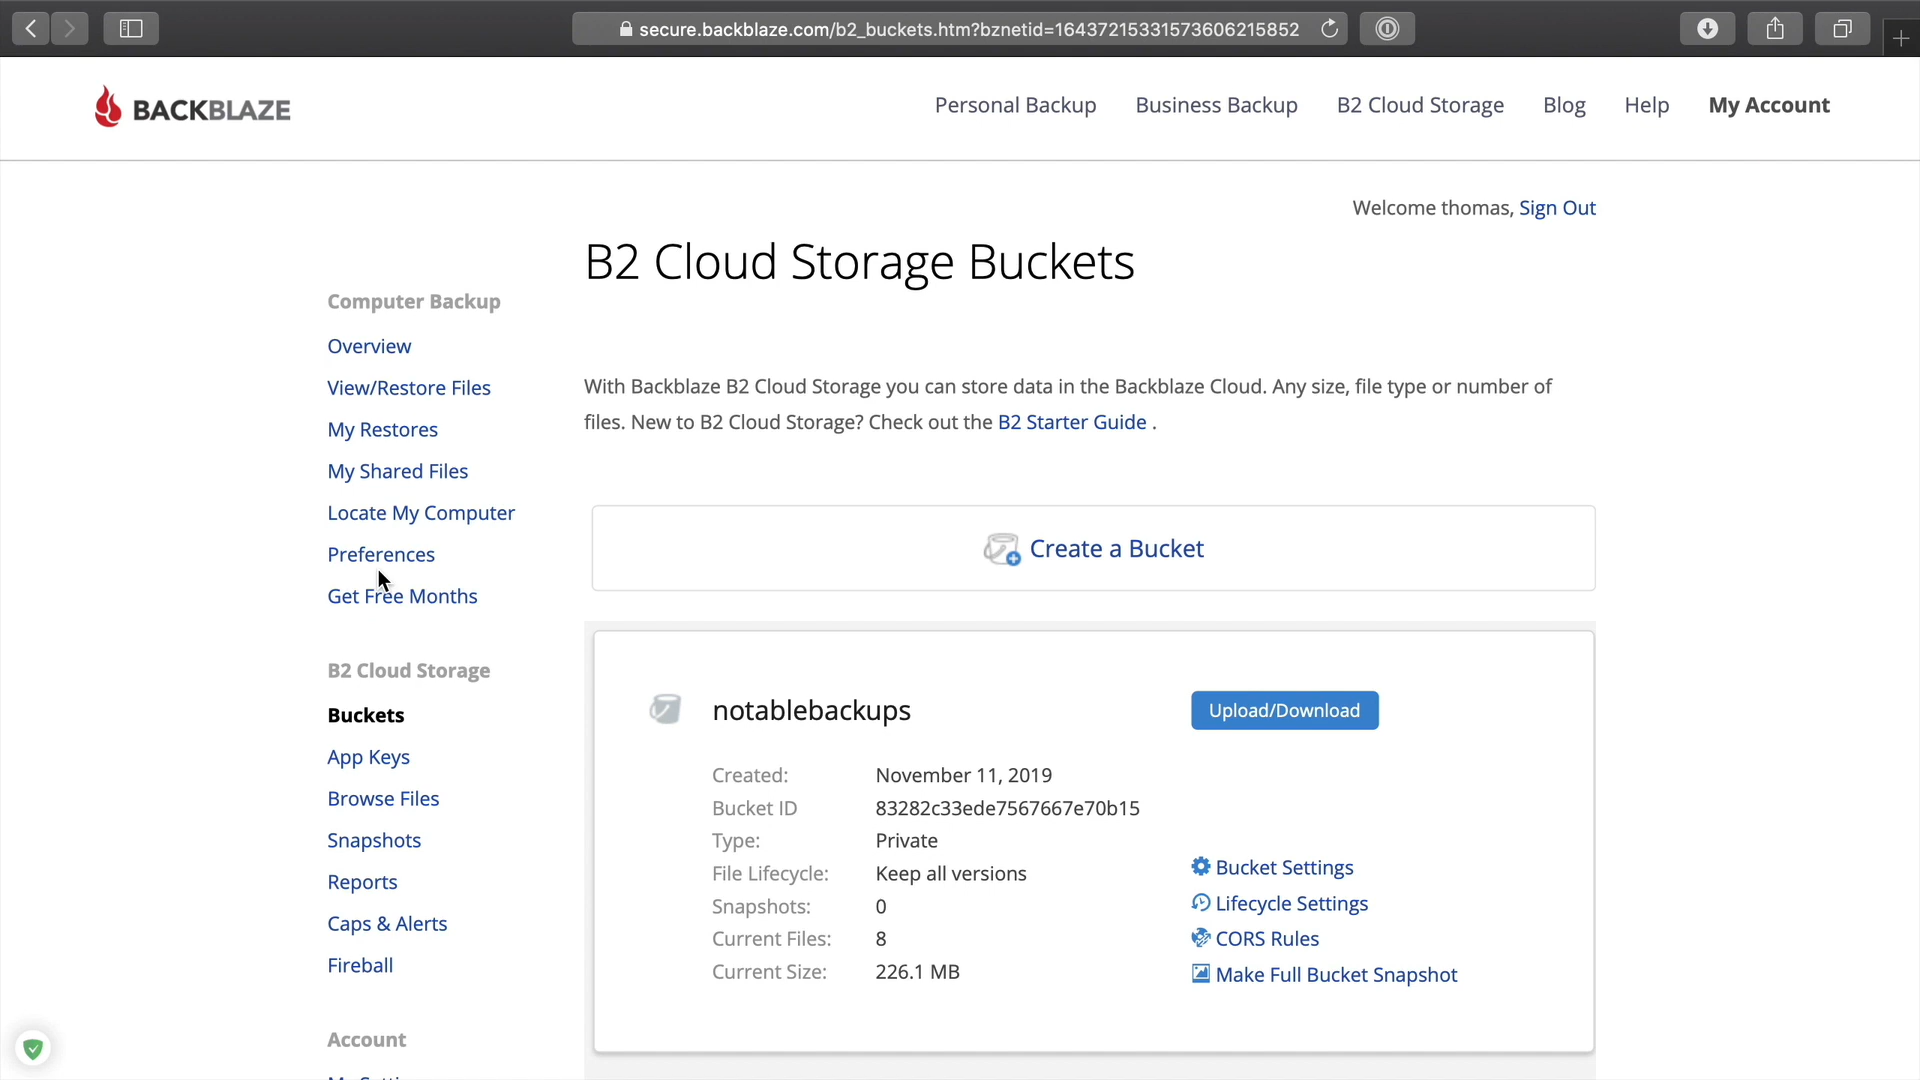 secure.backblaze.com/b2_buckets.htm?bznetid=16437215331573606215852
BACKBLAZE
Personal Backup
Business Backup
B2 Cloud Storage
Blog
Help
My Account
Welcome thomas, Sign Out
B2 Cloud Storage Buckets
Computer Backup
Overview
View/Restore Files
My Restores
My Shared Files
Locate My Computer
Preferences
Get Free Months
B2 Cloud Storage
Buckets
App Keys
Browse Files
Snapshots
Reports
Caps & Alerts
Fireball
Account
With Backblaze B2 Cloud Storage you can store data in the Backblaze Cloud. Any size, file type or number of
files. New to B2 Cloud Storage? Check out the B2 Starter Guide .
Create a Bucket
notablebackups
Upload/Download
Created: November 11, 2019
Bucket ID 83282c33ede7567667e70b15
Type: Private
File Lifecycle: Keep all versions
Snapshots: 0
Current Files: 8
Current Size: 226.1 MB
Bucket Settings
Lifecycle Settings
CORS Rules
Make Full Bucket Snapshot